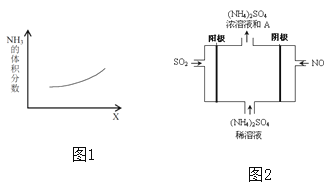 NH₃
的
体
积
分
数
X
图1
(NH₄)₂SO₄
浓溶液和 A
阳极 阴极
SO₂ NO
(NH₄)₂SO₄
稀溶液
图2